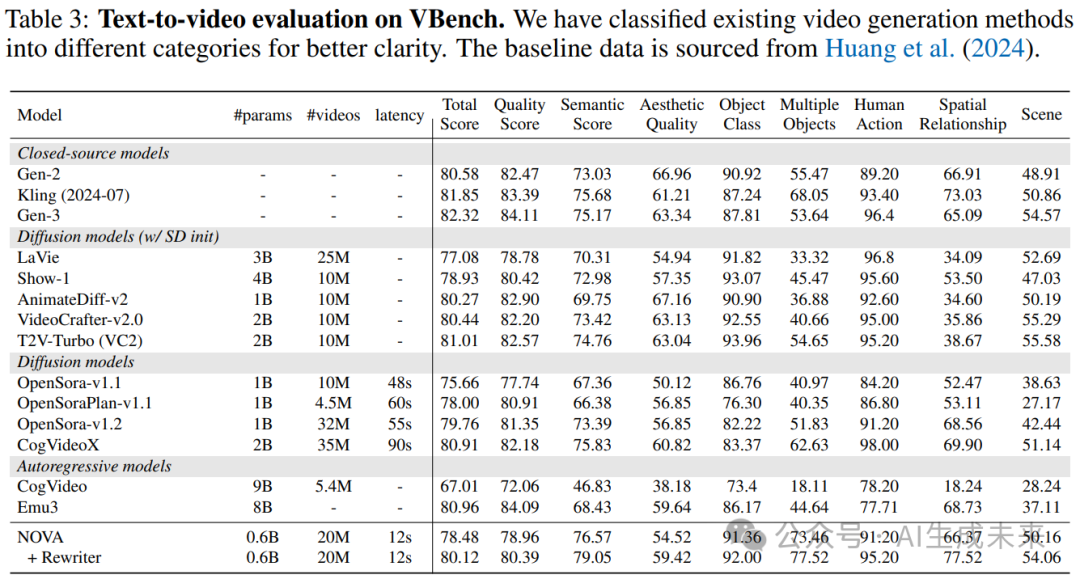 Table 3: Text-to-video evaluation on VBench. We have classified existing video generation methods
into different categories for better clarity. The baseline data is sourced from Huang et al. (2024).
Model #params #videos latency Total Score Quality Score Semantic Score Aesthetic Quality Object Class Multiple Objects Human Action Spatial Relationship Scene
Closed-source models
Gen-2 - - - 80.58 82.47 73.03 66.96 90.92 55.47 89.20 66.91 48.91
Kling (2024-07) - - - 81.85 83.39 75.68 61.21 87.24 68.05 93.40 73.03 50.86
Gen-3 - - - 82.32 84.11 75.17 63.34 87.81 53.64 96.4 65.09 54.57
Diffusion models (w/ SD init)
LaVie 3B 25M - 77.08 78.78 70.31 54.94 91.82 33.32 96.8 34.09 52.69
Show-1 4B 10M - 78.93 80.42 72.98 57.35 93.07 45.47 95.60 53.50 47.03
AnimateDiff-v2 1B 10M - 80.27 82.90 69.75 67.16 90.90 36.88 92.60 34.60 50.19
VideoCrafter-v2.0 2B 10M - 80.44 82.20 73.42 63.13 92.55 40.66 95.00 35.86 55.29
T2V-Turbo (VC2) 2B 10M - 81.01 82.57 74.76 63.04 93.96 54.65 95.20 38.67 55.58
Diffusion models
OpenSora-v1.1 1B 10M 48s 75.66 77.74 67.36 50.12 86.76 40.97 84.20 52.47 38.63
OpenSoraPlan-v1.1 1B 4.5M 60s 78.00 80.91 66.38 56.85 76.30 40.35 86.80 53.11 27.17
OpenSora-v1.2 1B 32M 55s 79.76 81.35 73.39 56.85 82.22 51.83 91.20 68.56 42.44
CogVideoX 2B 35M 90s 80.91 82.18 75.83 60.82 83.37 62.63 98.00 69.90 51.14
Autoregressive models
CogVideo 9B 5.4M - 67.01 72.06 46.83 38.18 73.4 18.11 78.20 18.24 28.24
Emu3 8B - - 80.96 84.09 68.43 59.64 86.17 44.64 77.71 68.73 37.11
NOVA 0.6B 20M 12s 78.48 78.96 76.57 54.52 91.36 73.46 91.20 66.37 50.16
+ Rewriter 0.6B 20M 12s 80.12 80.39 79.05 59.42 92.00 77.52 95.20 77.52 54.06
公众号 · AI生成未来